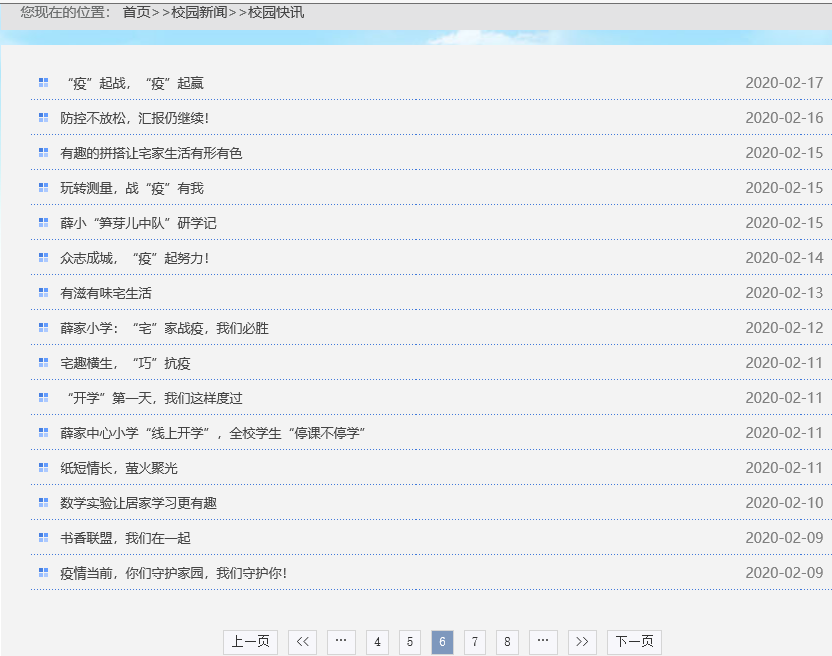 您现在的位置： 首页>>校园新闻>>校园快讯
“疫”起战，“疫”起赢 2020-02-17
防控不放松，汇报仍继续！ 2020-02-16
有趣的拼搭让宅家生活有形有色 2020-02-15
玩转测量，战“疫”有我 2020-02-15
薛小“笋芽儿中队”研学记 2020-02-15
众志成城，“疫”起努力！ 2020-02-14
有滋有味宅生活 2020-02-13
薛家小学：“宅”家战疫，我们必胜 2020-02-12
宅趣横生，“巧”抗疫 2020-02-11
“开学”第一天，我们这样度过 2020-02-11
薛家中心小学“线上开学”，全校学生“停课不停学” 2020-02-11
纸短情长，萤火聚光 2020-02-11
数学实验让居家学习更有趣 2020-02-10
书香联盟，我们在一起 2020-02-09
疫情当前，你们守护家园，我们守护你！ 2020-02-09
上一页 << ... 4 5 6 7 8 ... >> 下一页